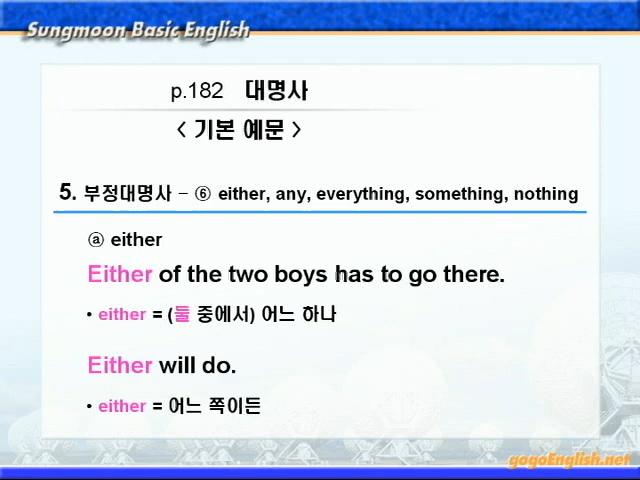 Sungmoon Basic English
p.182 대명사
< 기본 예문 >
5. 부정대명사 – ⑥ either, any, everything, something, nothing
ⓐ either
Either of the two boys has to go there.
• either = (둘 중에서) 어느 하나
Either will do.
• either = 어느 쪽이든
gogoEnglish.net